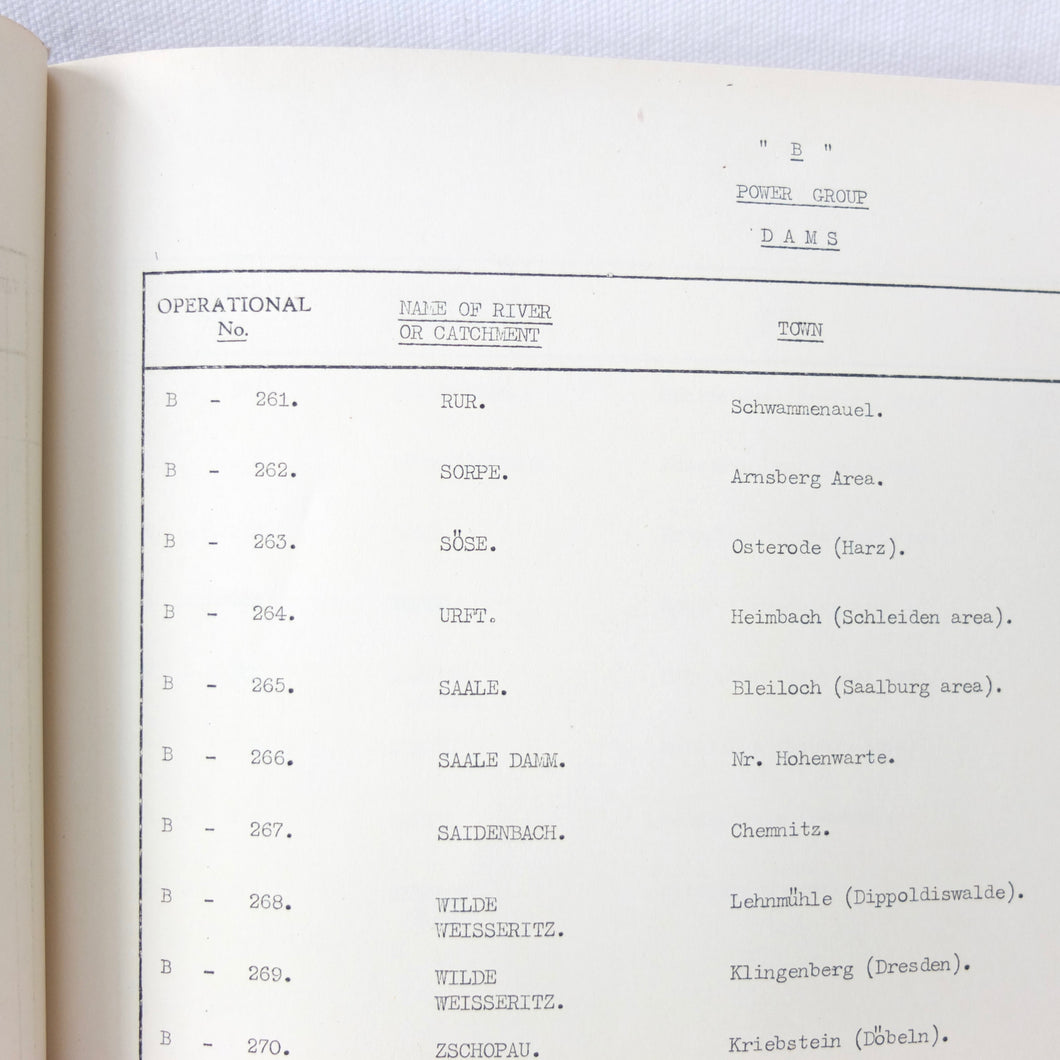 " B "
POWER GROUP
D A M S
OPERATIONAL No. NAME OF RIVER OR CATCHMENT TOWN
B - 261. RUR. Schwammenauel.
B - 262. SORPE. Arnsberg Area.
B - 263. SÖSE. Osterode (Harz).
B - 264. URFT. Heimbach (Schleiden area).
B - 265. SAALE. Bleiloch (Saalburg area).
B - 266. SAALE DAMM. Nr. Hohenwarte.
B - 267. SAIDENBACH. Chemnitz.
B - 268. WILDE WEISSERITZ. Lehnmühle (Dippoldiswalde).
B - 269. WILDE WEISSERITZ. Klingenberg (Dresden).
B - 270. ZSCHOPAU. Kriebstein (Döbeln).